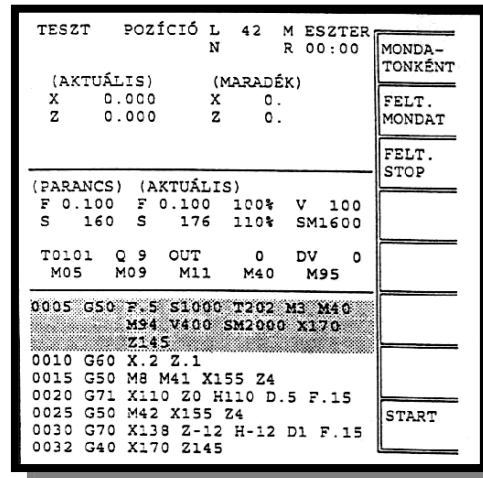 TESZT POZÍCIÓ L 42 M ESZTER
N R 00:00
(AKTUÁLIS) (MARADÉK)
X 0.000 X 0.
Z 0.000 Z 0.
(PARANCS) (AKTUÁLIS)
F 0.100 F 0.100 100% V 100
S 160 S 176 110% SM1600
T0101 Q 9 OUT 0 DV 0
M05 M09 M11 M40 M95
0005 G50 F.5 S1000 T202 M3 M40
M94 V400 SM2000 X170
Z145
0010 G60 X.2 Z.1
0015 G50 M8 M41 X155 Z4
0020 G71 X110 Z0 H110 D.5 F.15
0025 G50 M42 X155 Z4
0030 G70 X138 Z-12 H-12 D1 F.15
0032 G40 X170 Z145
MONDA-
TONKÉNT
FELT.
MONDAT
FELT.
STOP
START